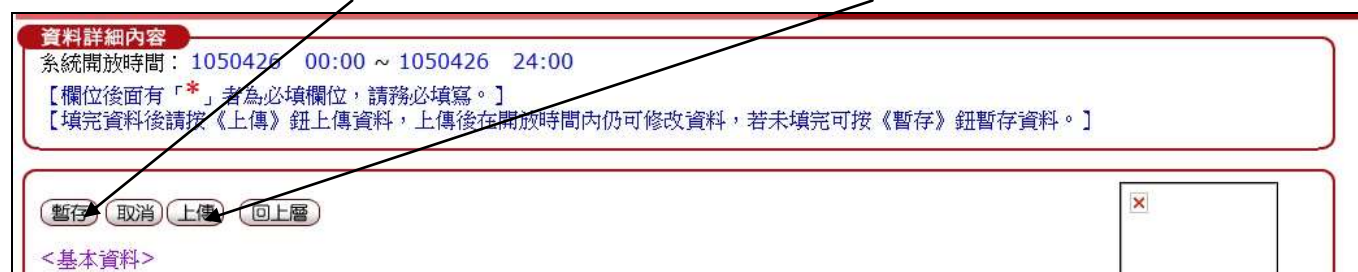 資料詳細內容
系統開放時間：1050426 00:00 ~ 1050426 24:00
【欄位後面有「*」者為必填欄位，請務必填寫。】
【填完資料後請按《上傳》鈕上傳資料，上傳後在開放時間內仍可修改資料，若未填完可按《暫存》鈕暫存資料。】
暫存 取消 上傳 回上層
<基本資料>